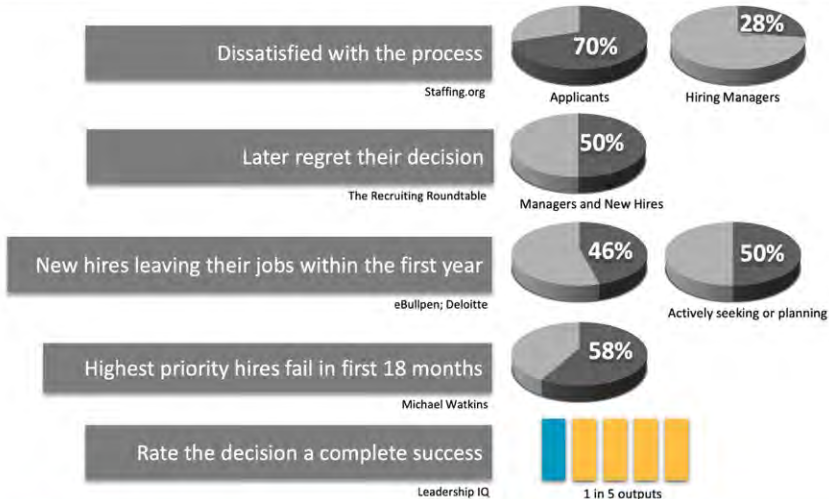 Dissatisfied with the process
70%
28%
Staffing.org
Applicants
Hiring Managers
Later regret their decision
50%
The Recruiting Roundtable
Managers and New Hires
New hires leaving their jobs within the first year
46%
50%
eBullpen; Deloitte
Actively seeking or planning
Highest priority hires fail in first 18 months
58%
Michael Watkins
Rate the decision a complete success
Leadership IQ
1 in 5 outputs